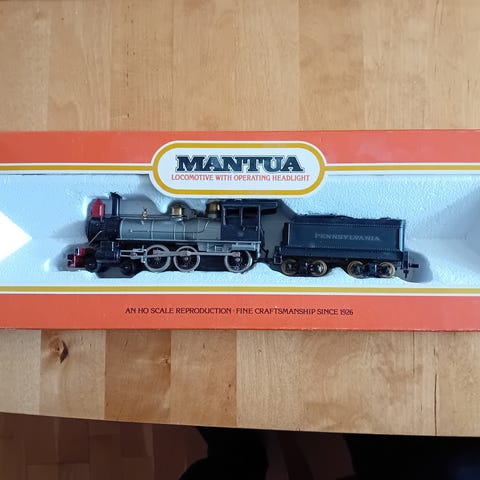 MANTUA
LOCOMOTIVE WITH OPERATING HEADLIGHT
PENNSYLVANIA
AN HO SCALE REPRODUCTION · FINE CRAFTSMANSHIP SINCE 1926